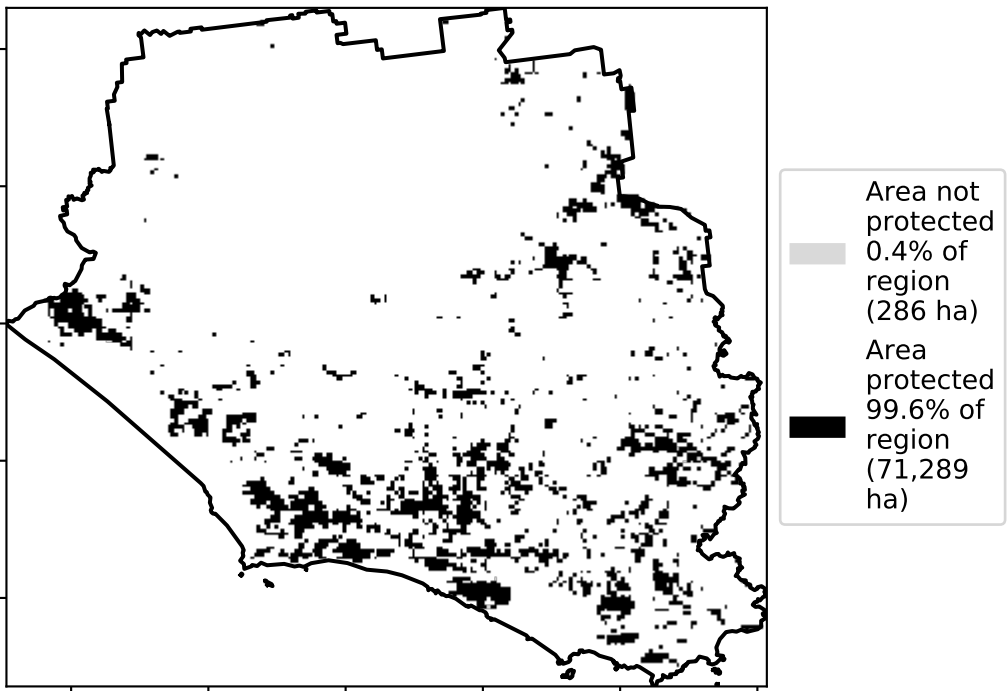 Area not
protected
0.4% of
region
(286 ha)
Area
protected
99.6% of
region
(71,289
ha)